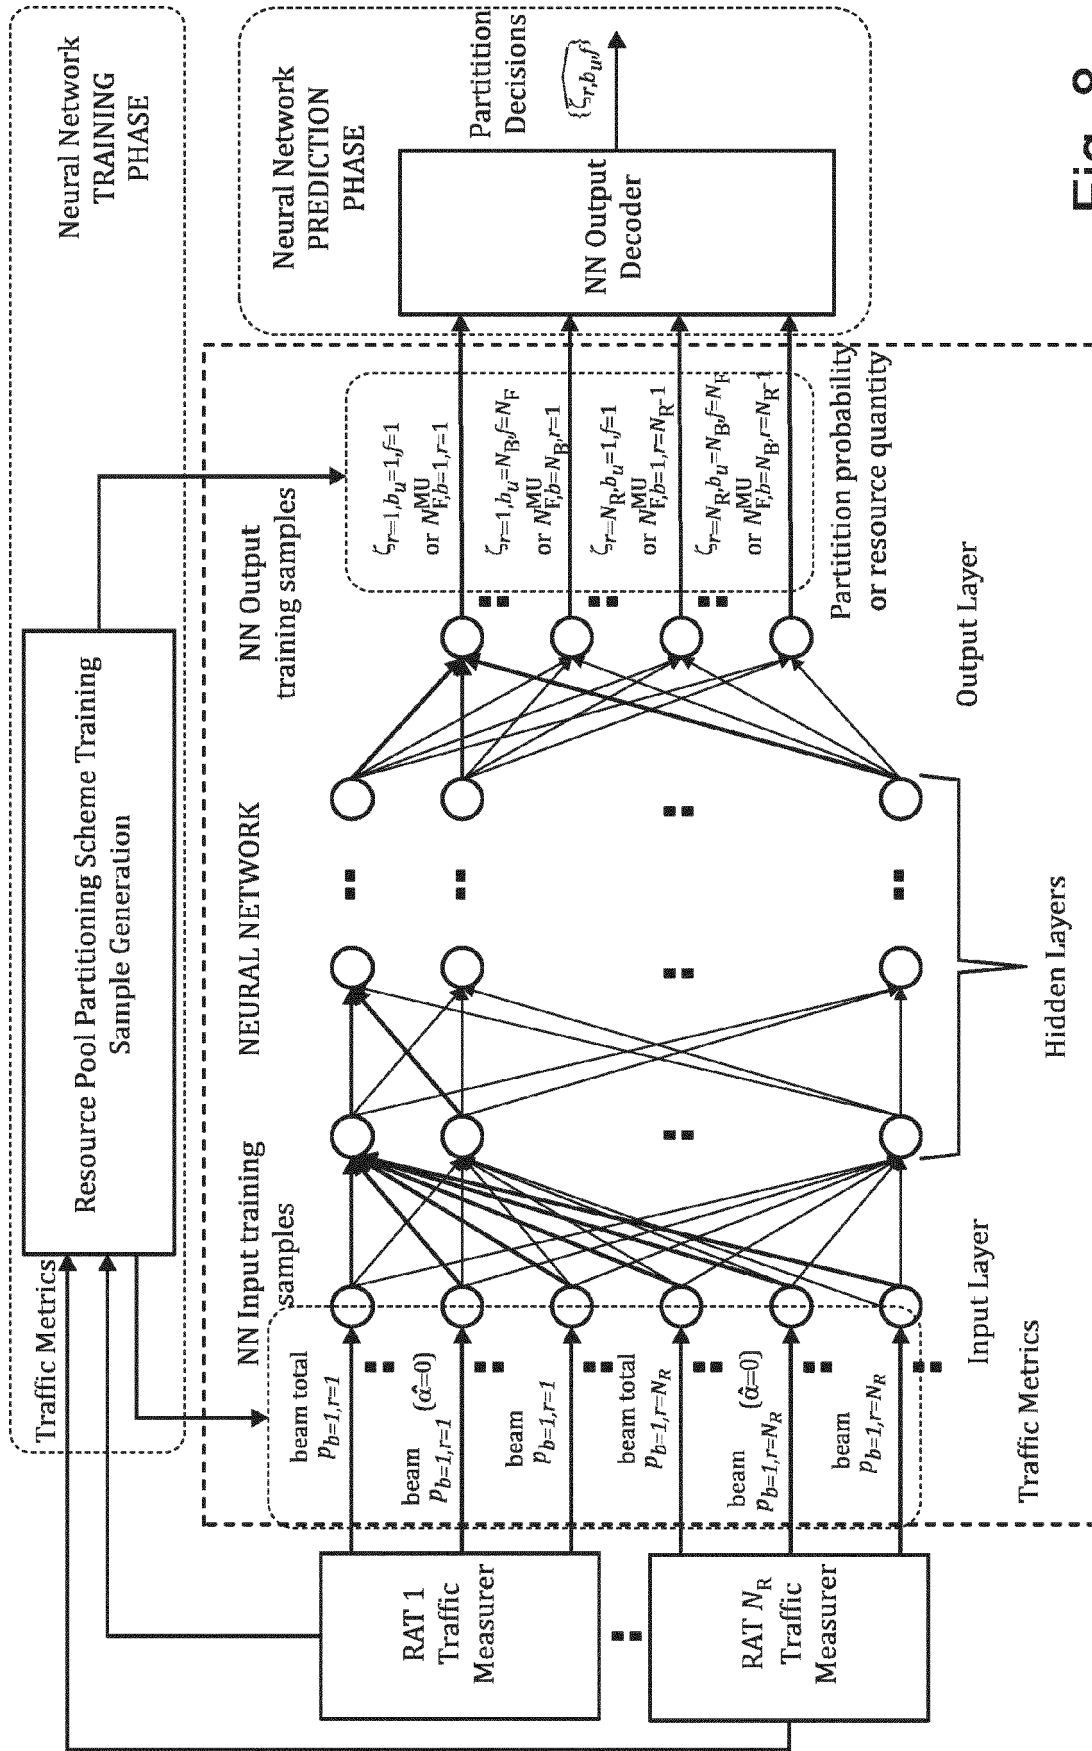 Neural Network
TRAINING
PHASE
Resource Pool Partitioning Scheme Training
Sample Generation
Traffic Metrics
NN Input training
samples
NEURAL NETWORK
NN Output
training samples
Neural Network
PREDICTION
PHASE
RAT 1
Traffic
Measurer
RAT N_R
Traffic
Measurer
beam total
p_{b=1,r=1}
beam (α̂=0)
p_{b=1,r=1}
beam
p_{b=1,r=1}
beam total
p_{b=1,r=N_R}
beam (α̂=0)
p_{b=1,r=N_R}
beam
p_{b=1,r=N_R}
ζ_{r=1,b_u=1,f=1}
or N^{MU}_{F,b=1,r=1}
ζ_{r=1,b_u=N_B,f=N_F}
or N^{MU}_{F,b=N_B,r=1}
ζ_{r=N_R,b_u=1,f=1}
or N^{MU}_{F,b=1,r=N_R-1}
ζ_{r=N_R,b_u=N_B,f=N_F}
or N^{MU}_{F,b=N_B,r=N_R-1}
Partition probability
or resource quantity
NN Output
Decoder
Partition
Decisions
{ζ_{r,b_u,f}}
Input Layer
Traffic Metrics
Hidden Layers
Output Layer